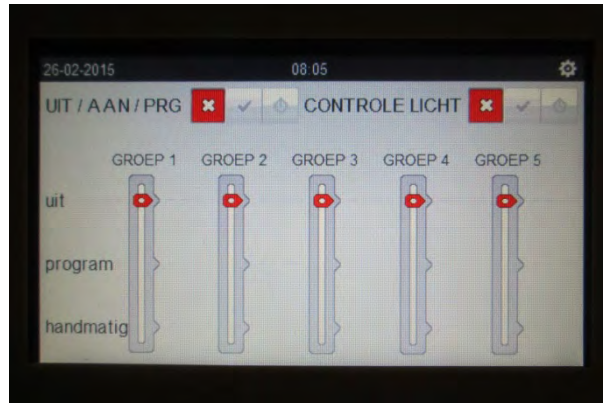 26-02-2015 08:05
UIT / AAN / PRG CONTROLE LICHT
GROEP 1 GROEP 2 GROEP 3 GROEP 4 GROEP 5
uit
program
handmatig